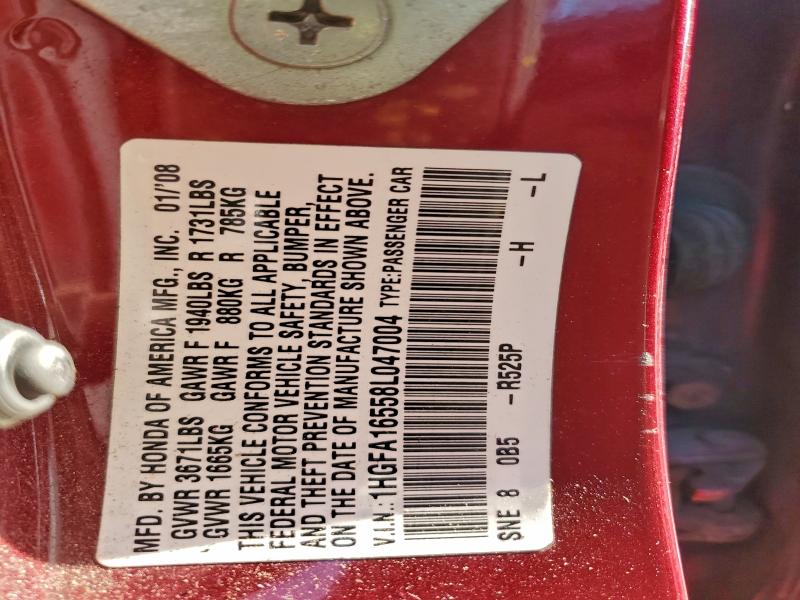 MFD. BY HONDA OF AMERICA MFG., INC. 01/'08
GVWR 3671LBS GAWR F 1940LBS R 1731LBS
GVWR 1665KG GAWR F 880KG R 785KG
THIS VEHICLE CONFORMS TO ALL APPLICABLE
FEDERAL MOTOR VEHICLE SAFETY, BUMPER,
AND THEFT PREVENTION STANDARDS IN EFFECT
ON THE DATE OF MANUFACTURE SHOWN ABOVE.
V.I.N.: 1HGFA16558L047004 TYPE:PASSENGER CAR
SNE 8 0B5 -R525P -H -L